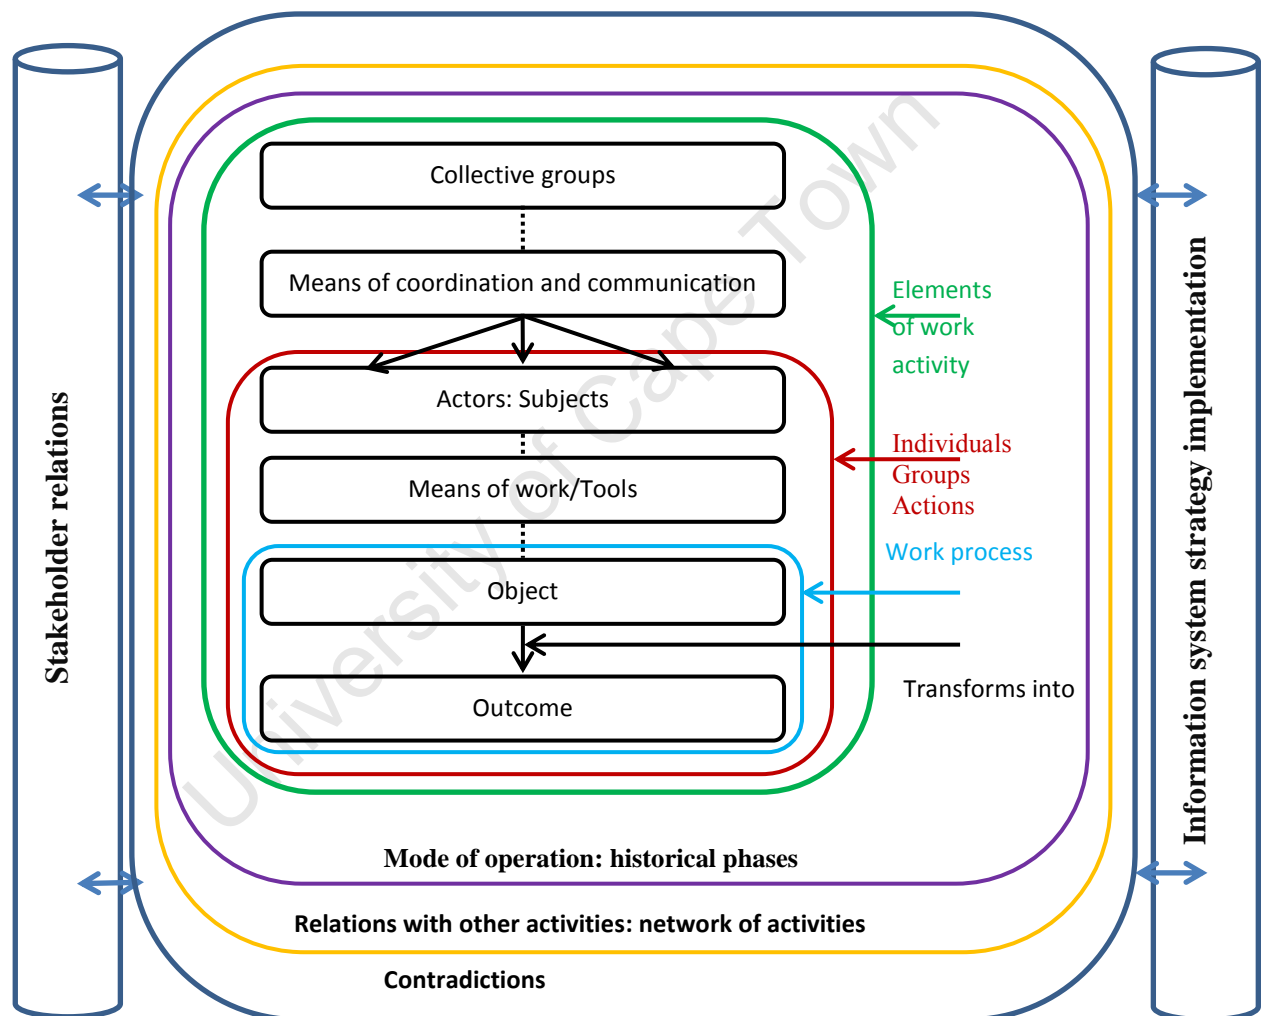 Collective groups
Means of coordination and communication
Elements
of work
activity
Actors: Subjects
Individuals
Groups
Actions
Means of work/Tools
Work process
Object
Transforms into
Outcome
Mode of operation: historical phases
Relations with other activities: network of activities
Contradictions
Stakeholder relations
Information system strategy implementation
University of Cape Town